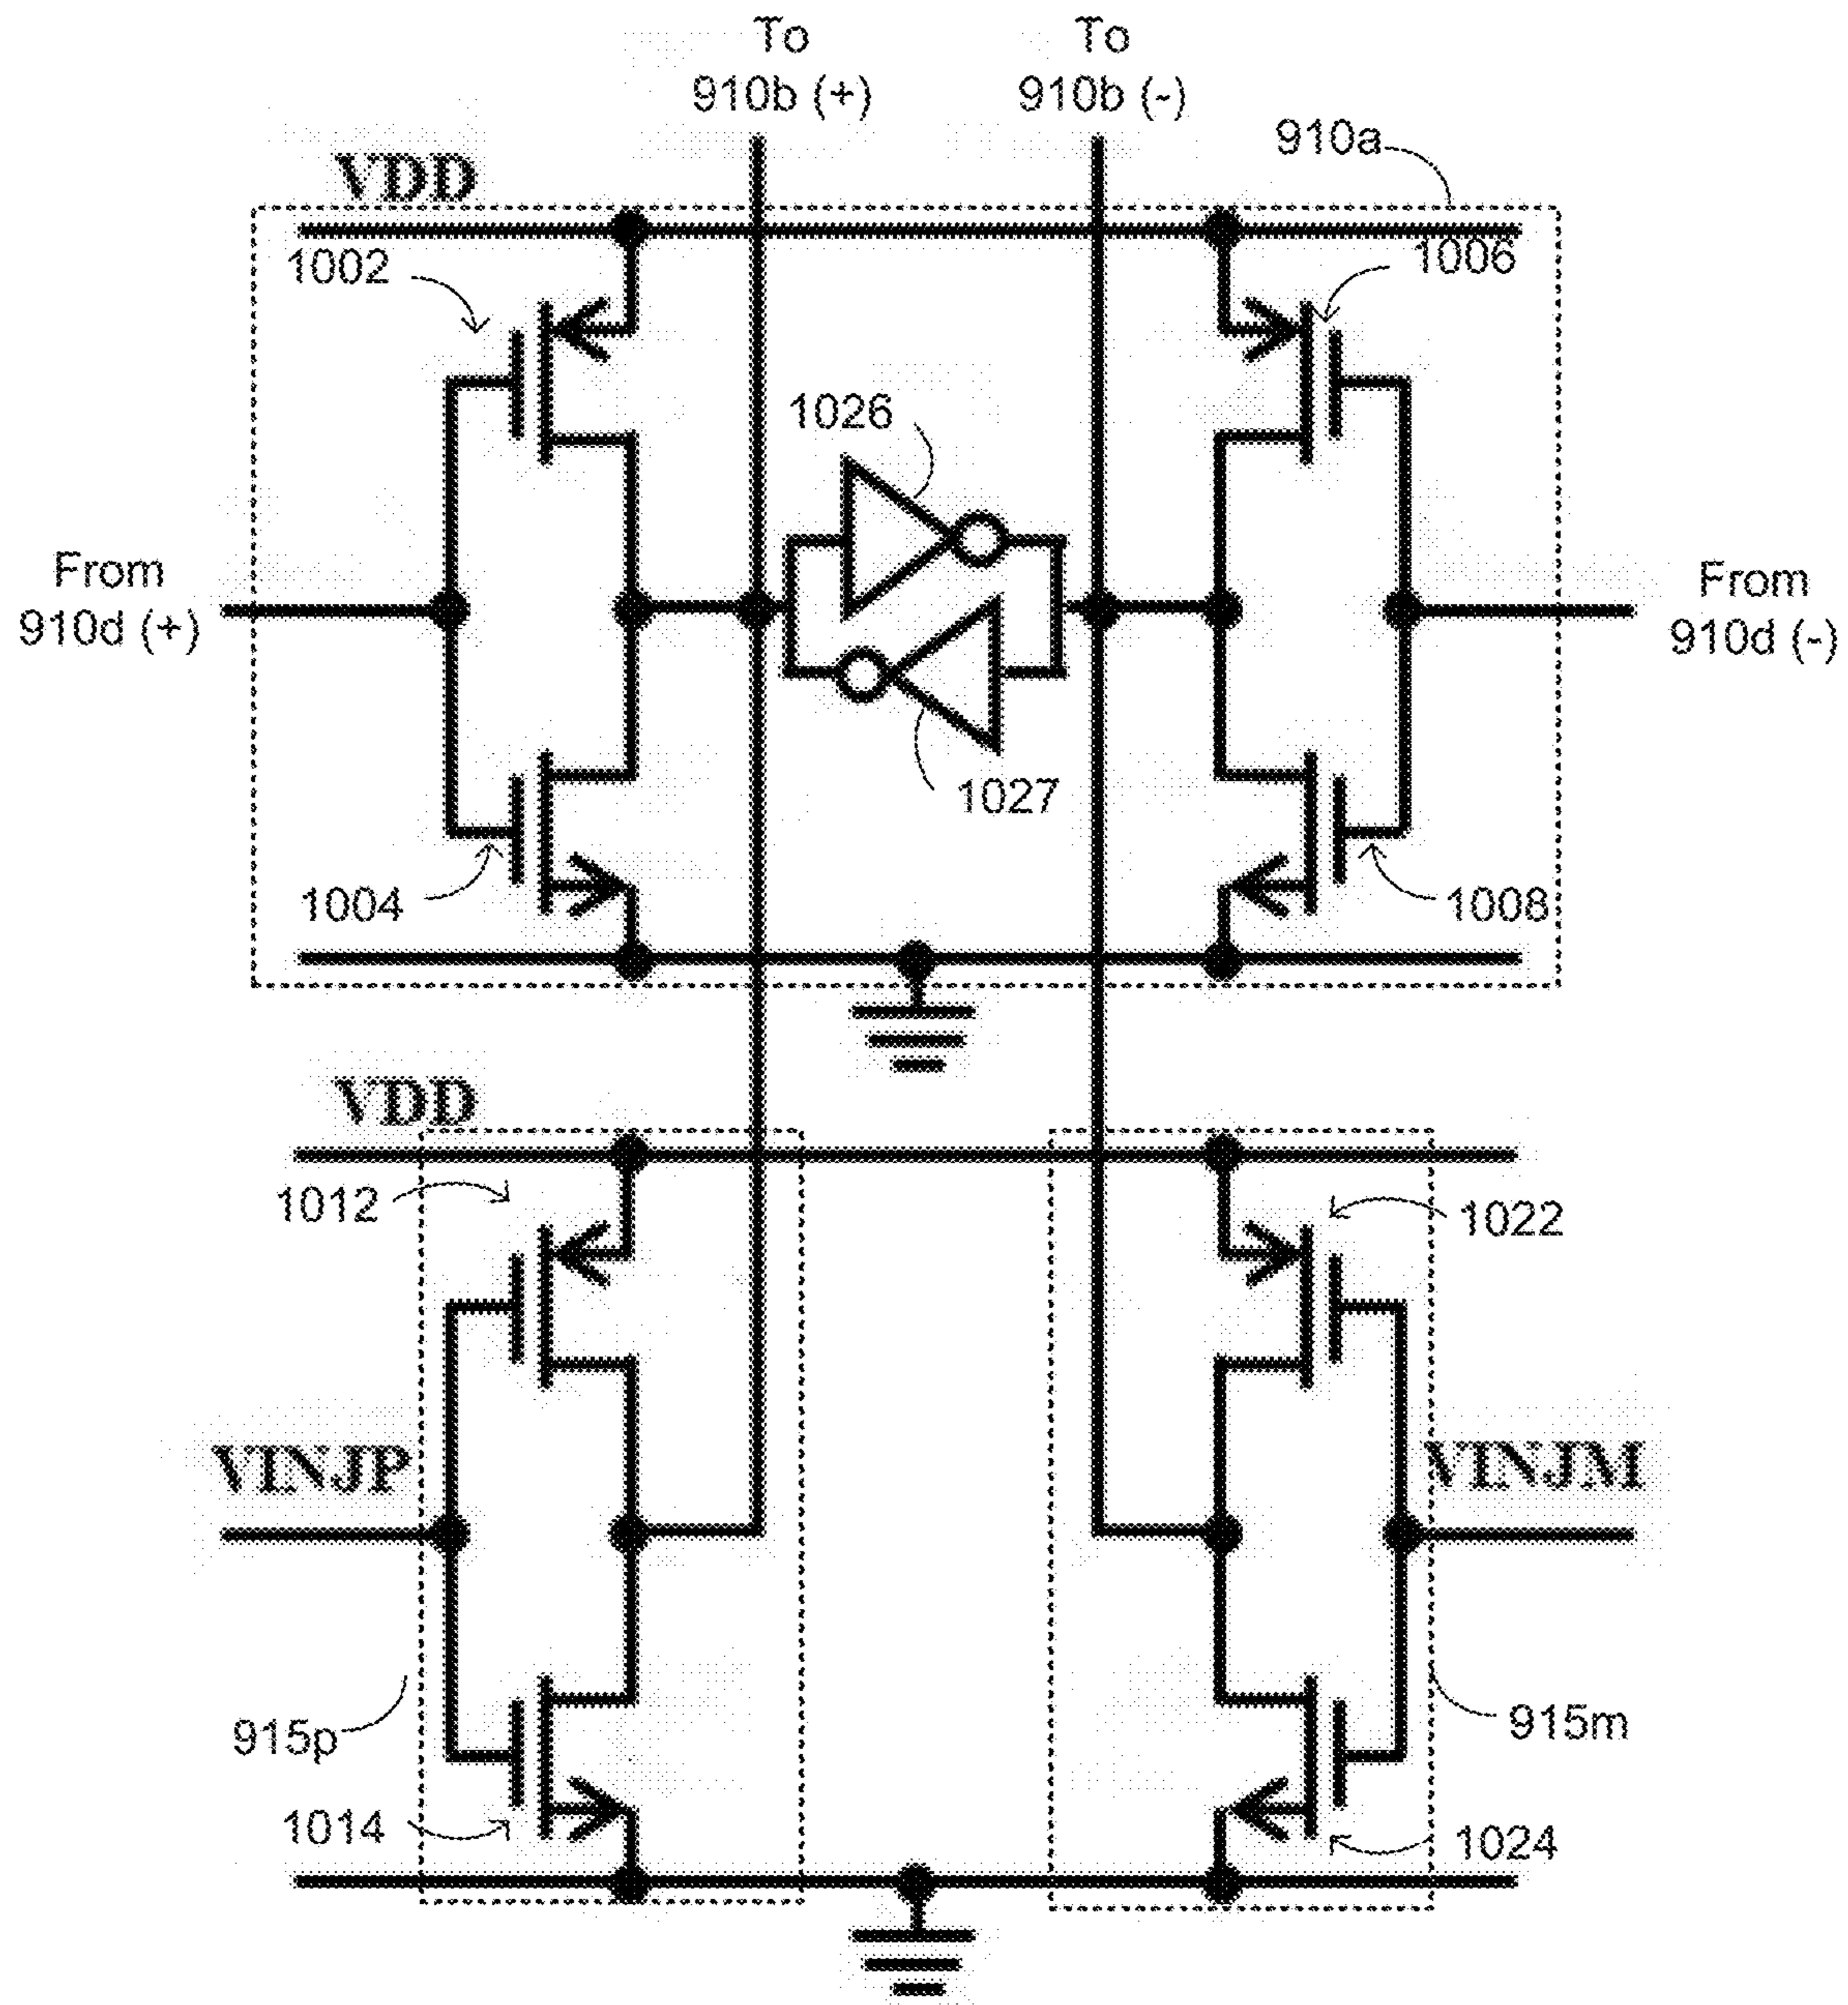 To
910b (+)
To
910b (-)
910a
VDD
1002
1006
1026
From
910d (+)
From
910d (-)
1027
1004
1008
VDD
1012
1022
VINJP
VINJM
915p
915m
1014
1024